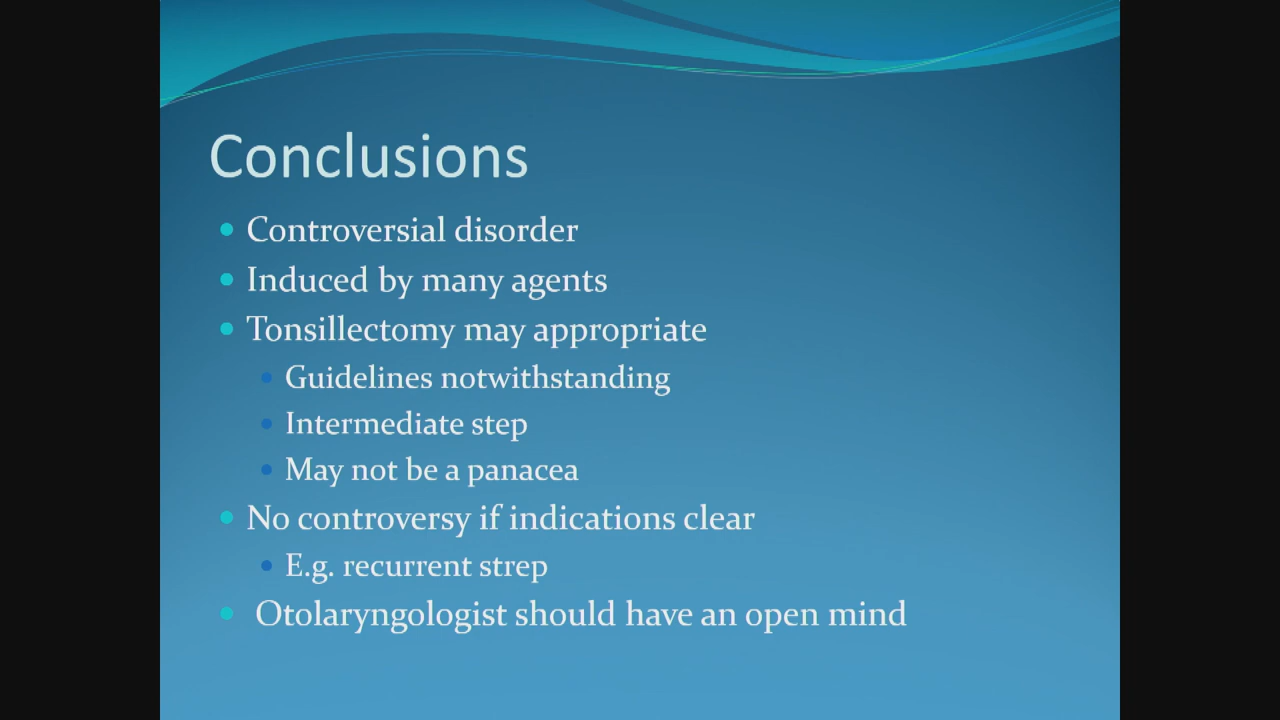 Conclusions
Controversial disorder
Induced by many agents
Tonsillectomy may appropriate
Guidelines notwithstanding
Intermediate step
May not be a panacea
No controversy if indications clear
E.g. recurrent strep
Otolaryngologist should have an open mind